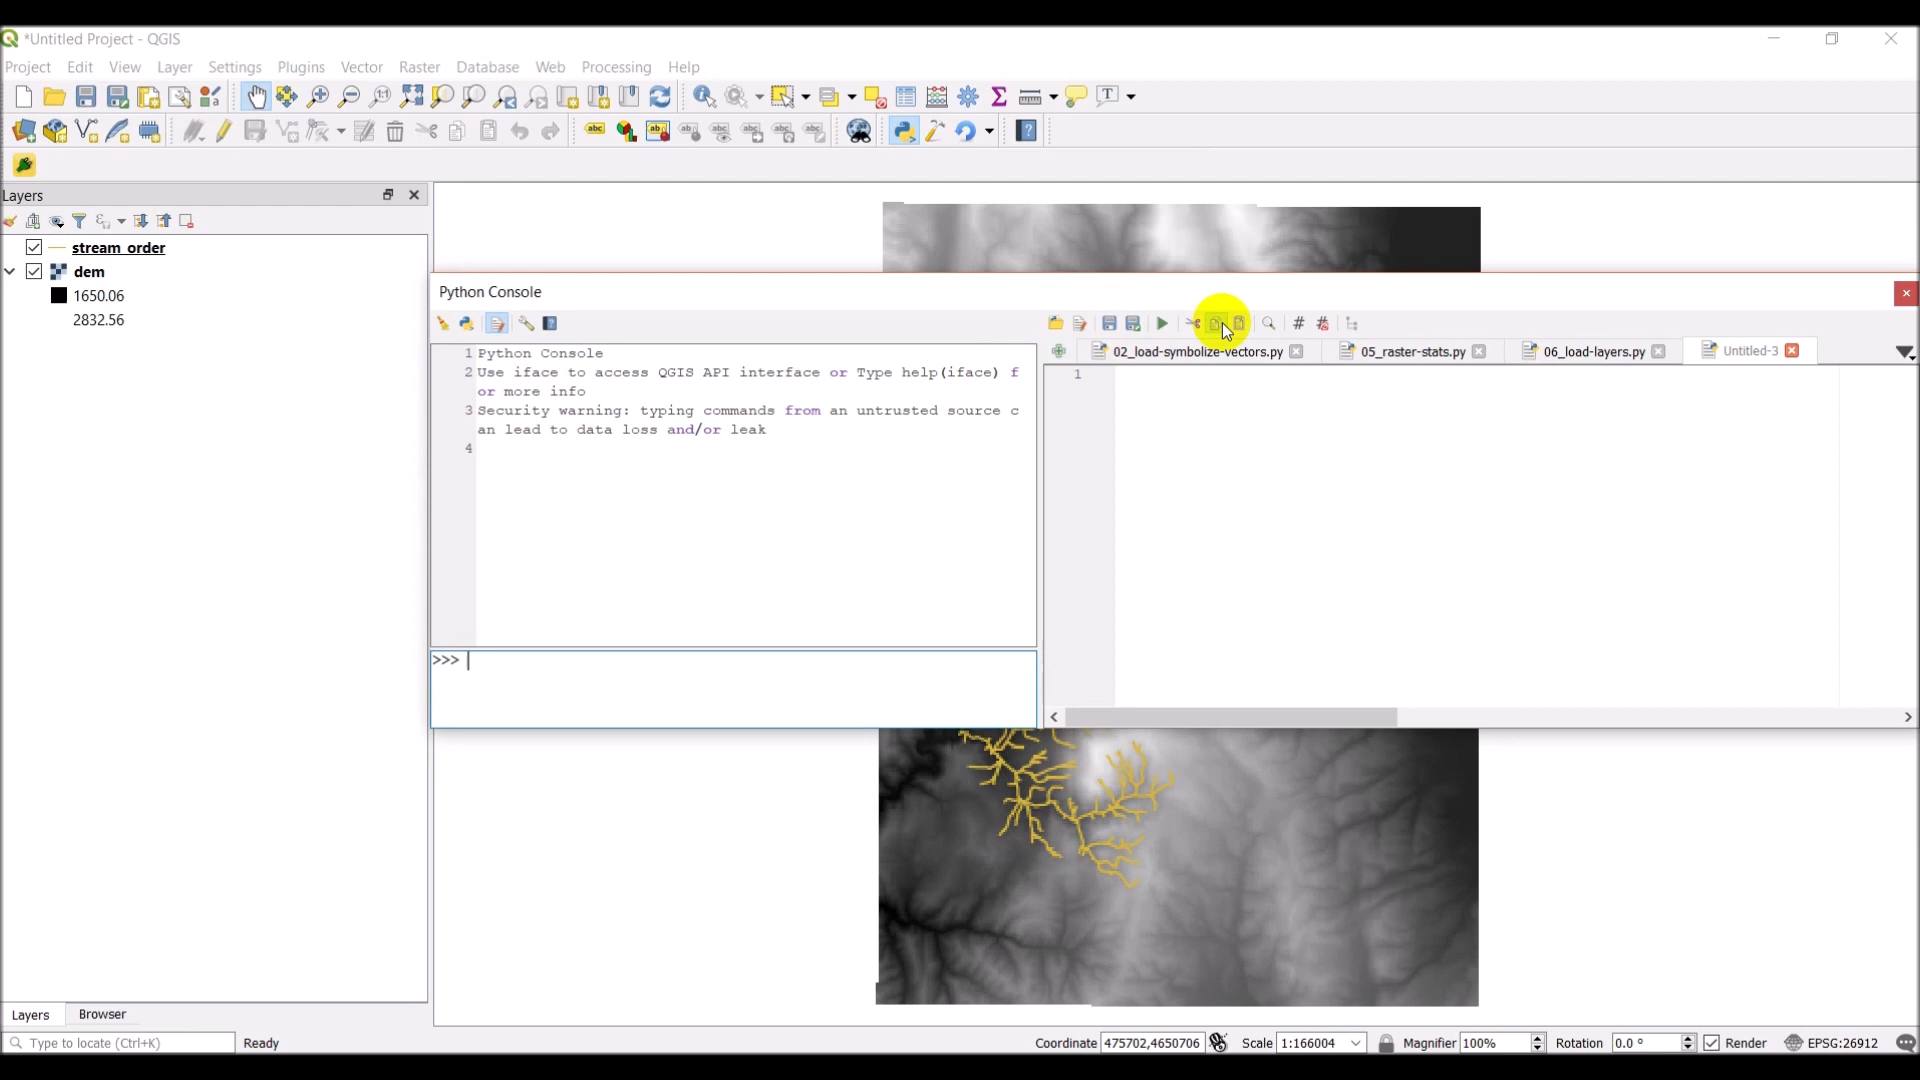 *Untitled Project - QGIS
Project Edit View Layer Settings Plugins Vector Raster Database Web Processing Help
Layers
stream_order
dem
1650.06
2832.56
Python Console
02_load-symbolize-vectors.py
05_raster-stats.py
06_load-layers.py
Untitled-3
1 Python Console
2 Use iface to access QGIS API interface or Type help(iface) f
or more info
3 Security warning: typing commands from an untrusted source c
an lead to data loss and/or leak
4
1
>>>
Layers Browser
Type to locate (Ctrl+K) Ready Coordinate 475702,4650706 Scale 1:166004 Magnifier 100% Rotation 0.0 ° Render EPSG:26912